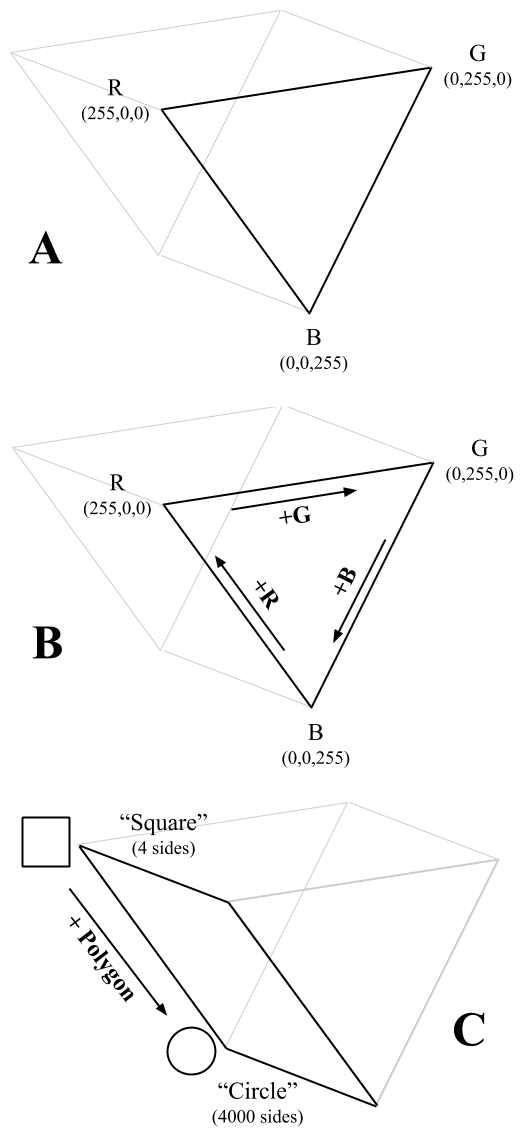 G
(0,255,0)
R
(255,0,0)
A
B
(0,0,255)
G
(0,255,0)
R
(255,0,0)
+G
+B
+R
B
B
(0,0,255)
“Square”
(4 sides)
+ Polygon
C
“Circle”
(4000 sides)